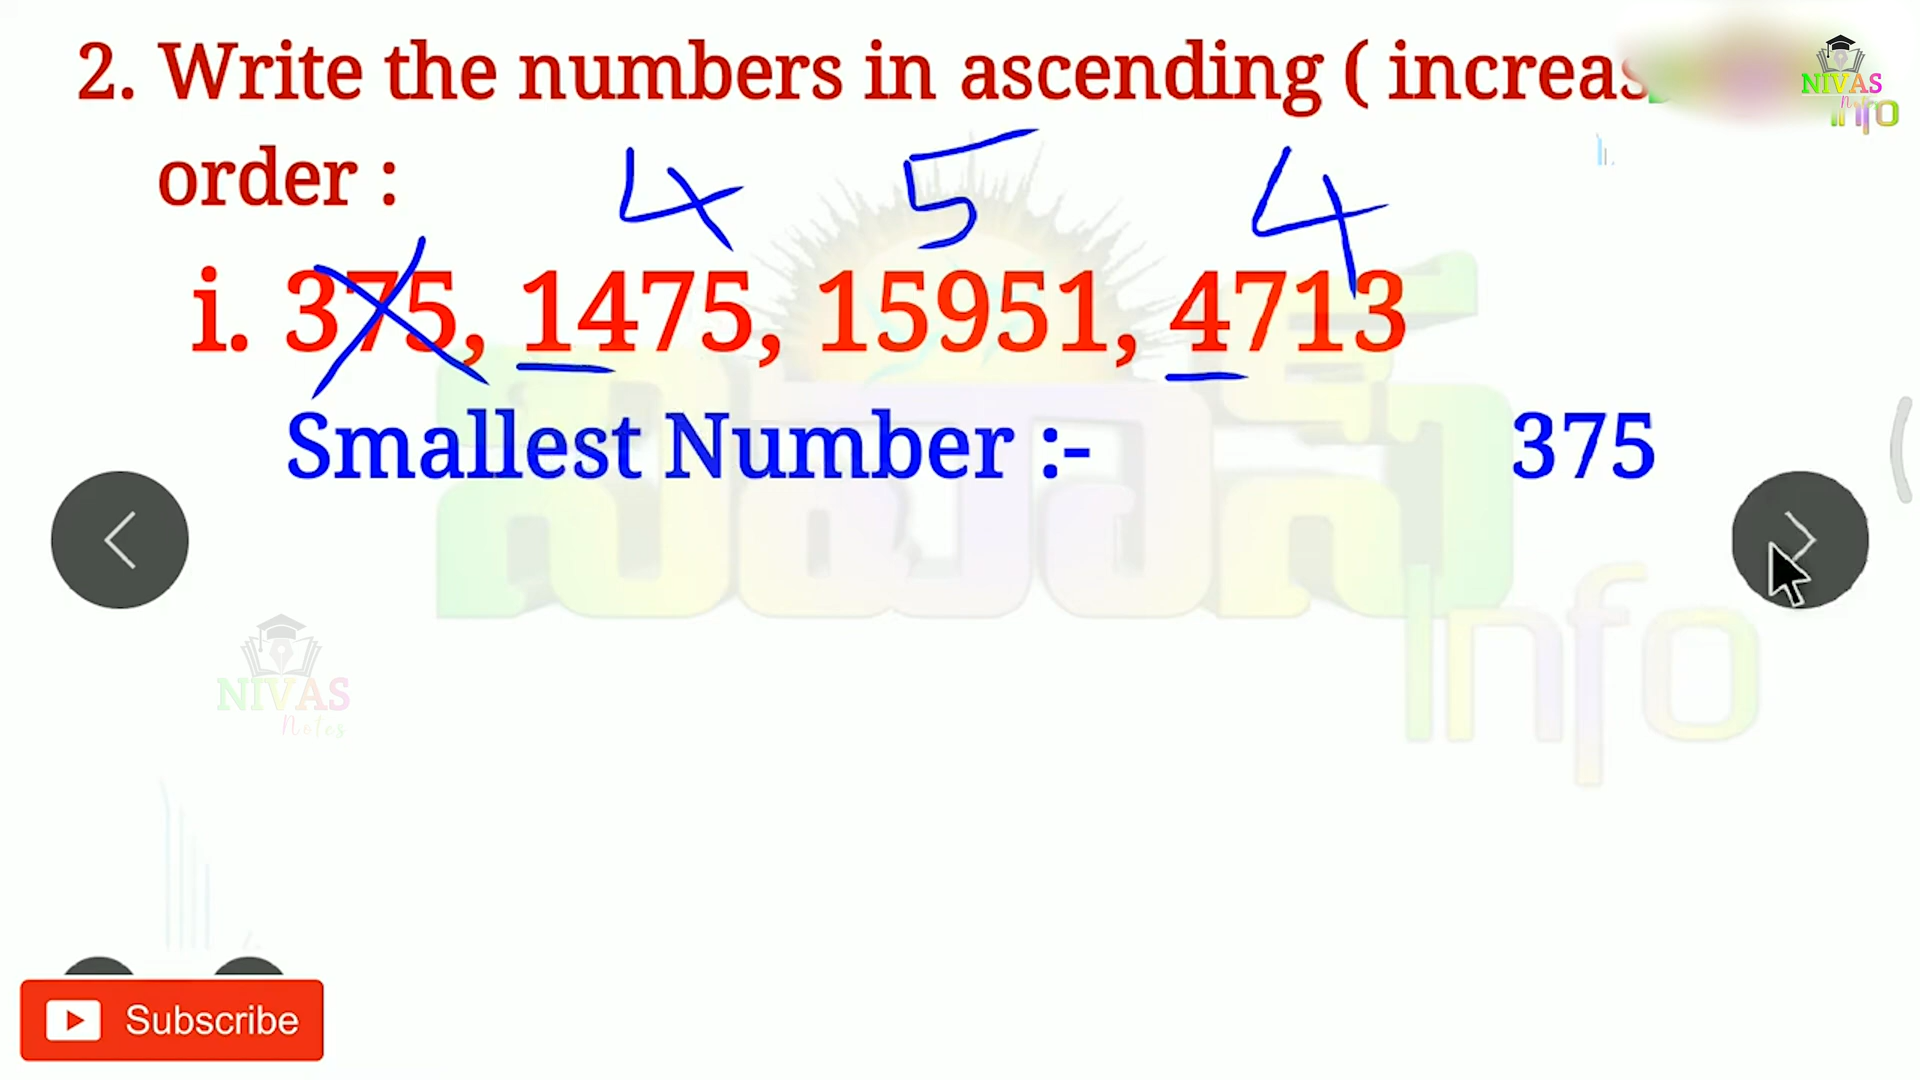 2. Write the numbers in ascending ( increas
NIVAS
info
order :
4 5 4
i. 375, 1475, 15951, 4713
Smallest Number :- 375
info
NIVAS
Notes
Subscribe